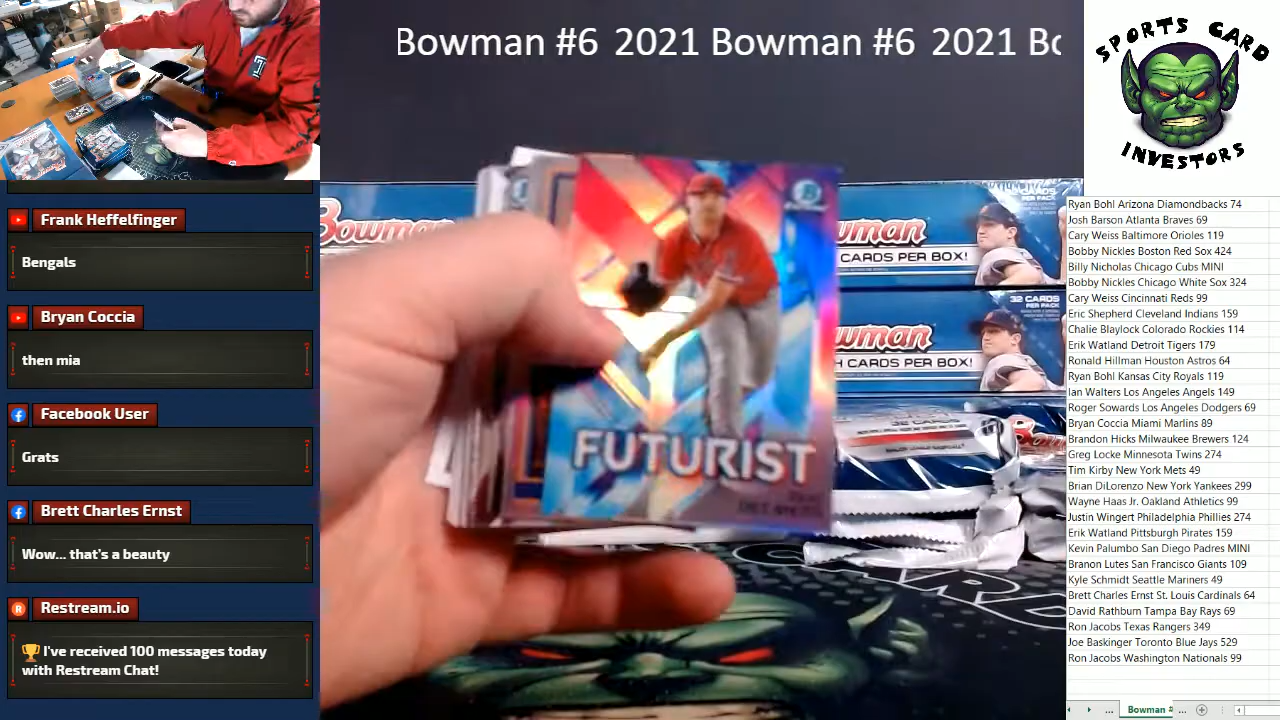 Bowman #6 2021 Bowman #6 2021 Bo
SPORTS CARD
INVESTORS
Frank Heffelfinger
Bengals
Bryan Coccia
then mia
Facebook User
Grats
Brett Charles Ernst
Wow... that's a beauty
Restream.io
I've received 100 messages today
with Restream Chat!
FUTURIST
Bowman
CARDS PER BOX!
32 CARDS
PER PACK
CARDS PER BOX!
Ryan Bohl Arizona Diamondbacks 74
Josh Barson Atlanta Braves 69
Cary Weiss Baltimore Orioles 119
Bobby Nickles Boston Red Sox 424
Billy Nicholas Chicago Cubs MINI
Bobby Nickles Chicago White Sox 324
Cary Weiss Cincinnati Reds 99
Eric Shepherd Cleveland Indians 159
Chalie Blaylock Colorado Rockies 114
Erik Watland Detroit Tigers 179
Ronald Hillman Houston Astros 64
Ryan Bohl Kansas City Royals 119
Ian Walters Los Angeles Angels 149
Roger Sowards Los Angeles Dodgers 69
Bryan Coccia Miami Marlins 89
Brandon Hicks Milwaukee Brewers 124
Greg Locke Minnesota Twins 274
Tim Kirby New York Mets 49
Brian DiLorenzo New York Yankees 299
Wayne Haas Jr. Oakland Athletics 99
Justin Wingert Philadelphia Phillies 274
Erik Watland Pittsburgh Pirates 159
Kevin Palumbo San Diego Padres MINI
Branon Lutes San Francisco Giants 109
Kyle Schmidt Seattle Mariners 49
Brett Charles Ernst St. Louis Cardinals 64
David Rathburn Tampa Bay Rays 69
Ron Jacobs Texas Rangers 349
Joe Baskinger Toronto Blue Jays 529
Ron Jacobs Washington Nationals 99
... Bowman # ...